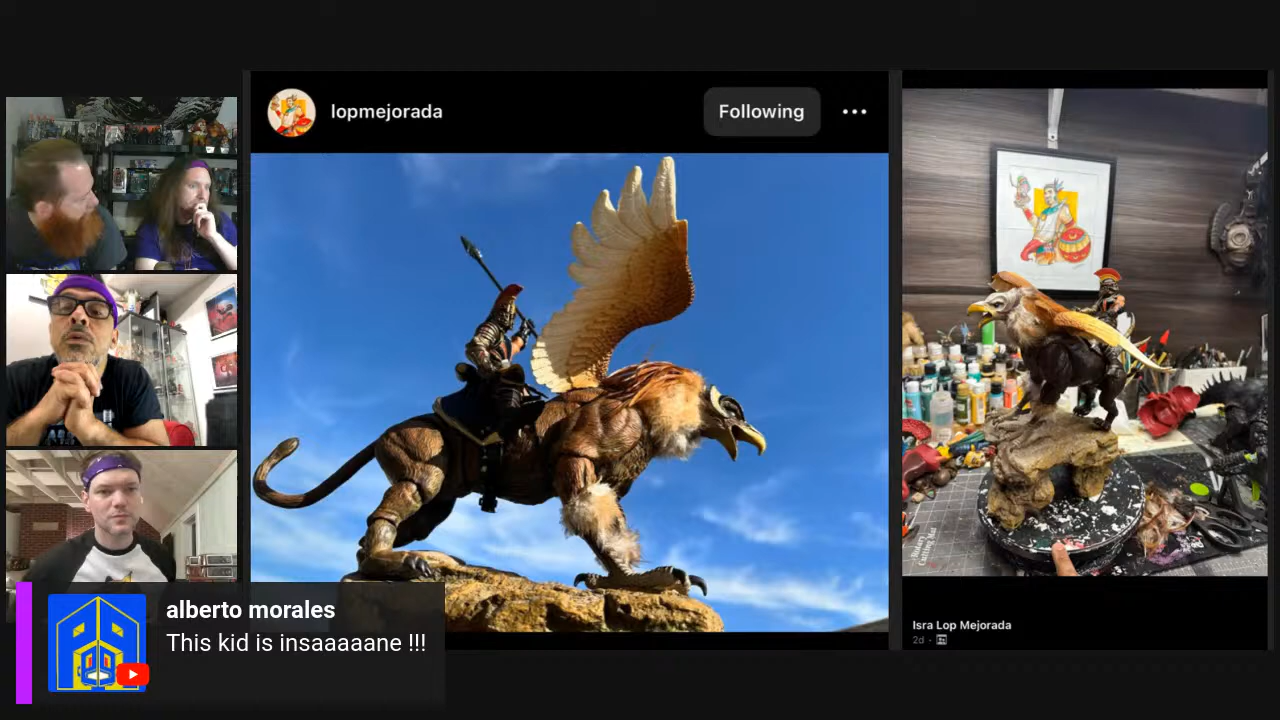 lopmejorada
Following
Isra Lop Mejorada
2d
alberto morales
This kid is insaaaaane !!!